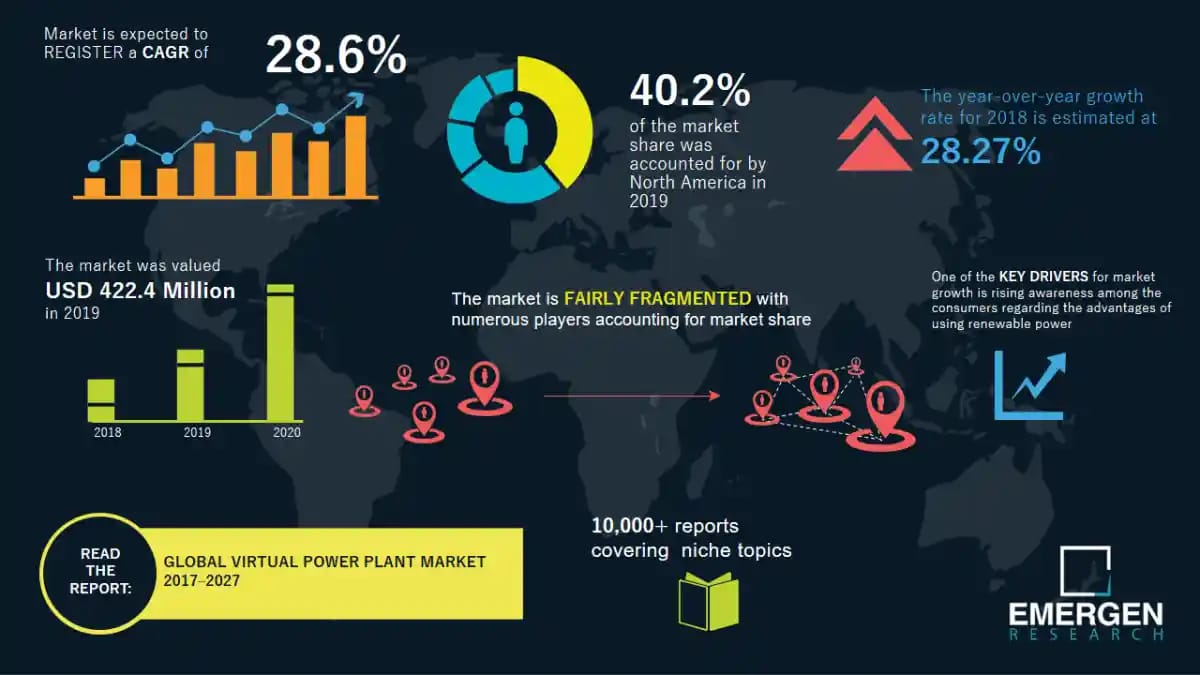 Market is expected to
REGISTER a CAGR of
28.6%
40.2%
of the market
share was
accounted for by
North America in
2019
The year-over-year growth
rate for 2018 is estimated at
28.27%
The market was valued
USD 422.4 Million
in 2019
2018
2019
2020
The market is FAIRLY FRAGMENTED with
numerous players accounting for market share
One of the KEY DRIVERS for market
growth is rising awareness among the
consumers regarding the advantages of
using renewable power
READ
THE
REPORT:
GLOBAL VIRTUAL POWER PLANT MARKET
2017–2027
10,000+ reports
covering niche topics
EMERGEN
RESEARCH